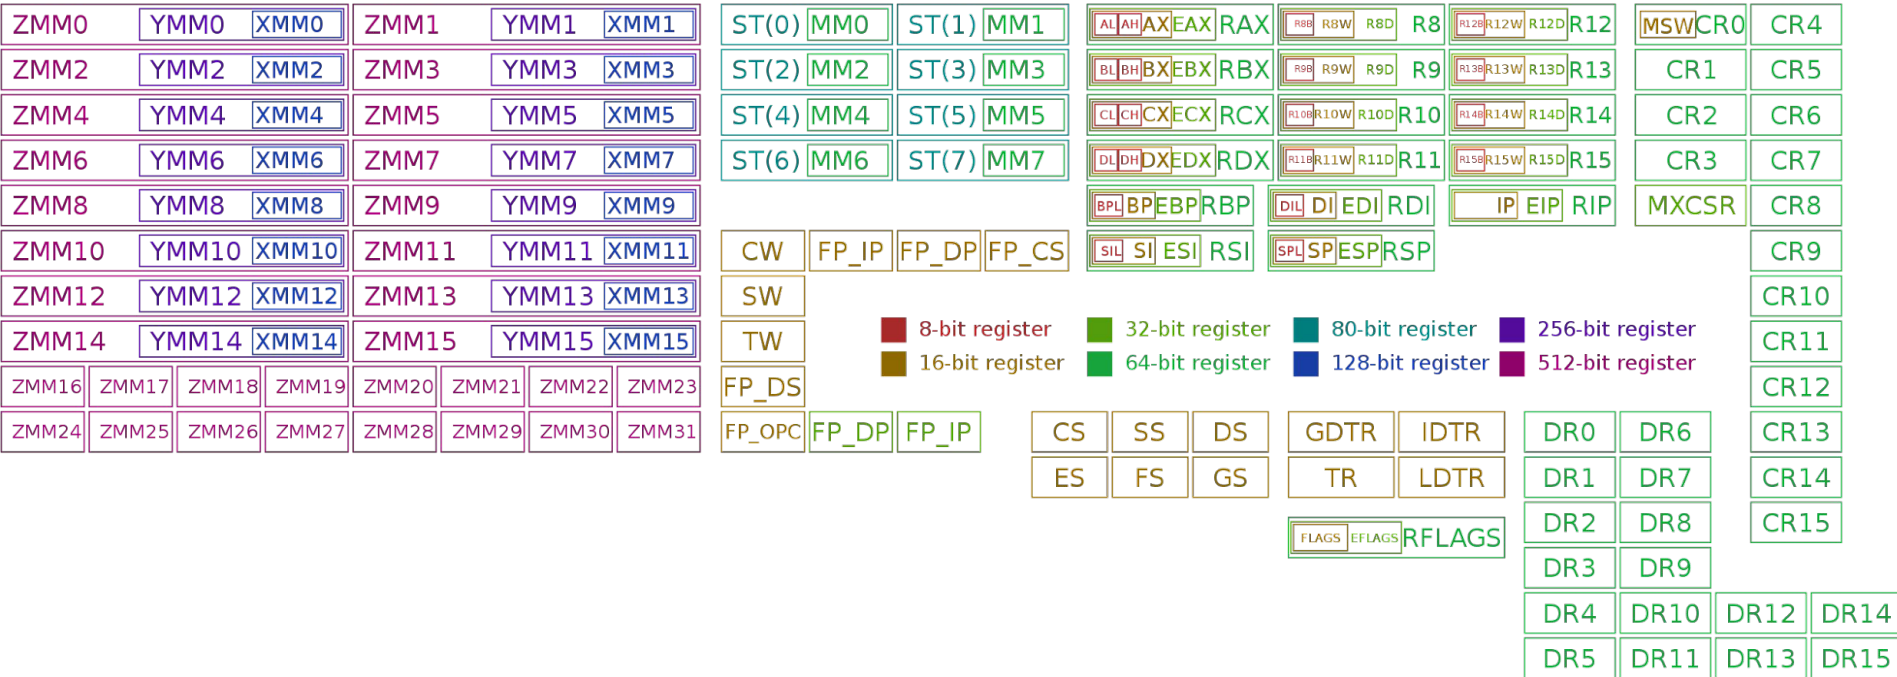 ZMM0 YMM0 XMM0 ZMM1 YMM1 XMM1 ST(0) MM0 ST(1) MM1 AL AH AX EAX RAX R8B R8W R8D R8 R12B R12W R12D R12 MSW CR0 CR4
ZMM2 YMM2 XMM2 ZMM3 YMM3 XMM3 ST(2) MM2 ST(3) MM3 BL BH BX EBX RBX R9B R9W R9D R9 R13B R13W R13D R13 CR1 CR5
ZMM4 YMM4 XMM4 ZMM5 YMM5 XMM5 ST(4) MM4 ST(5) MM5 CL CH CX ECX RCX R10B R10W R10D R10 R14B R14W R14D R14 CR2 CR6
ZMM6 YMM6 XMM6 ZMM7 YMM7 XMM7 ST(6) MM6 ST(7) MM7 DL DH DX EDX RDX R11B R11W R11D R11 R15B R15W R15D R15 CR3 CR7
ZMM8 YMM8 XMM8 ZMM9 YMM9 XMM9 BPL BP EBP RBP DIL DI EDI RDI IP EIP RIP MXCSR CR8
ZMM10 YMM10 XMM10 ZMM11 YMM11 XMM11 CW FP_IP FP_DP FP_CS SIL SI ESI RSI SPL SP ESP RSP CR9
ZMM12 YMM12 XMM12 ZMM13 YMM13 XMM13 SW CR10
ZMM14 YMM14 XMM14 ZMM15 YMM15 XMM15 TW 8-bit register 32-bit register 80-bit register 256-bit register CR11
16-bit register 64-bit register 128-bit register 512-bit register
ZMM16 ZMM17 ZMM18 ZMM19 ZMM20 ZMM21 ZMM22 ZMM23 FP_DS CR12
ZMM24 ZMM25 ZMM26 ZMM27 ZMM28 ZMM29 ZMM30 ZMM31 FP_OPC FP_DP FP_IP CS SS DS GDTR IDTR DR0 DR6 CR13
ES FS GS TR LDTR DR1 DR7 CR14
DR2 DR8 CR15
FLAGS EFLAGS RFLAGS
DR3 DR9
DR4 DR10 DR12 DR14
DR5 DR11 DR13 DR15